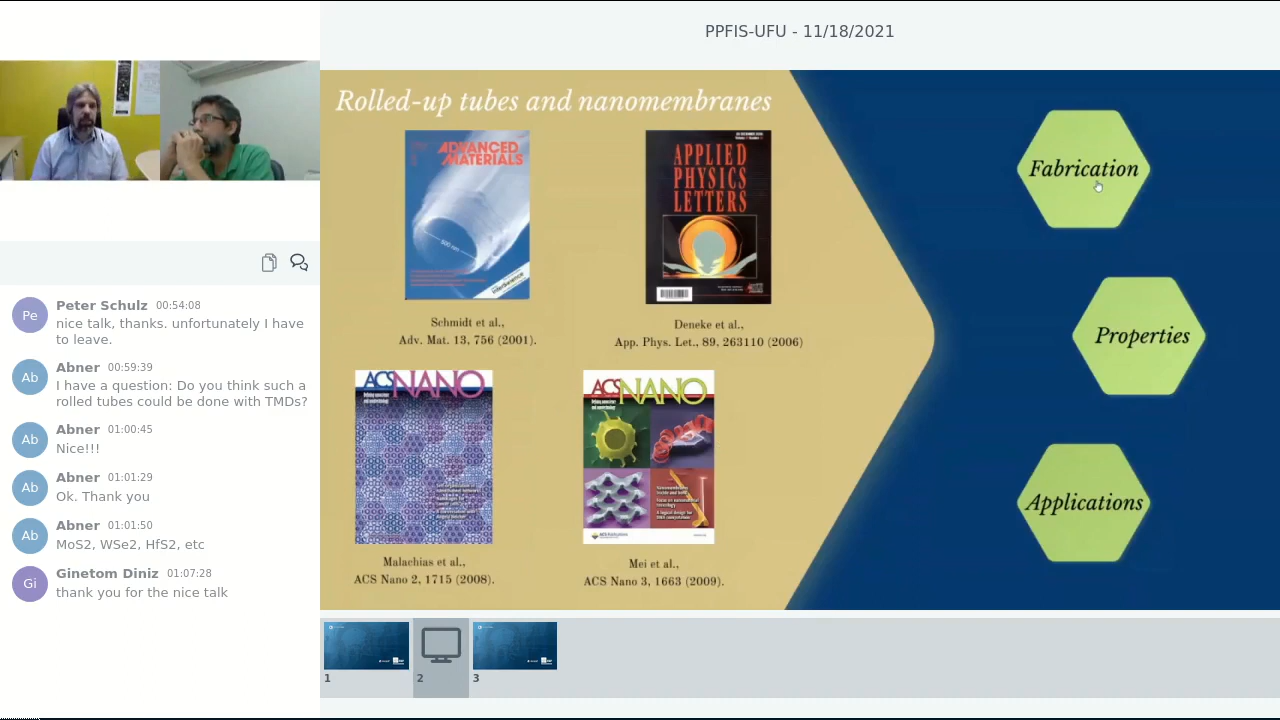 PPFIS-UFU - 11/18/2021
Rolled-up tubes and nanomembranes
ADVANCED
MATERIALS
500 nm
APPLIED
PHYSICS
LETTERS
Schmidt et al.,
Adv. Mat. 13, 756 (2001).
Deneke et al.,
App. Phys. Let., 89, 263110 (2006)
ACSNANO
ACSNANO
Malachias et al.,
ACS Nano 2, 1715 (2008).
Mei et al.,
ACS Nano 3, 1663 (2009).
Fabrication
Properties
Applications
Pe
Peter Schulz 00:54:08
nice talk, thanks. unfortunately I have
to leave.
Ab
Abner 00:59:39
I have a question: Do you think such a
rolled tubes could be done with TMDs?
Ab
Abner 01:00:45
Nice!!!
Ab
Abner 01:01:29
Ok. Thank you
Ab
Abner 01:01:50
MoS2, WSe2, HfS2, etc
Gi
Ginetom Diniz 01:07:28
thank you for the nice talk
1
2
3